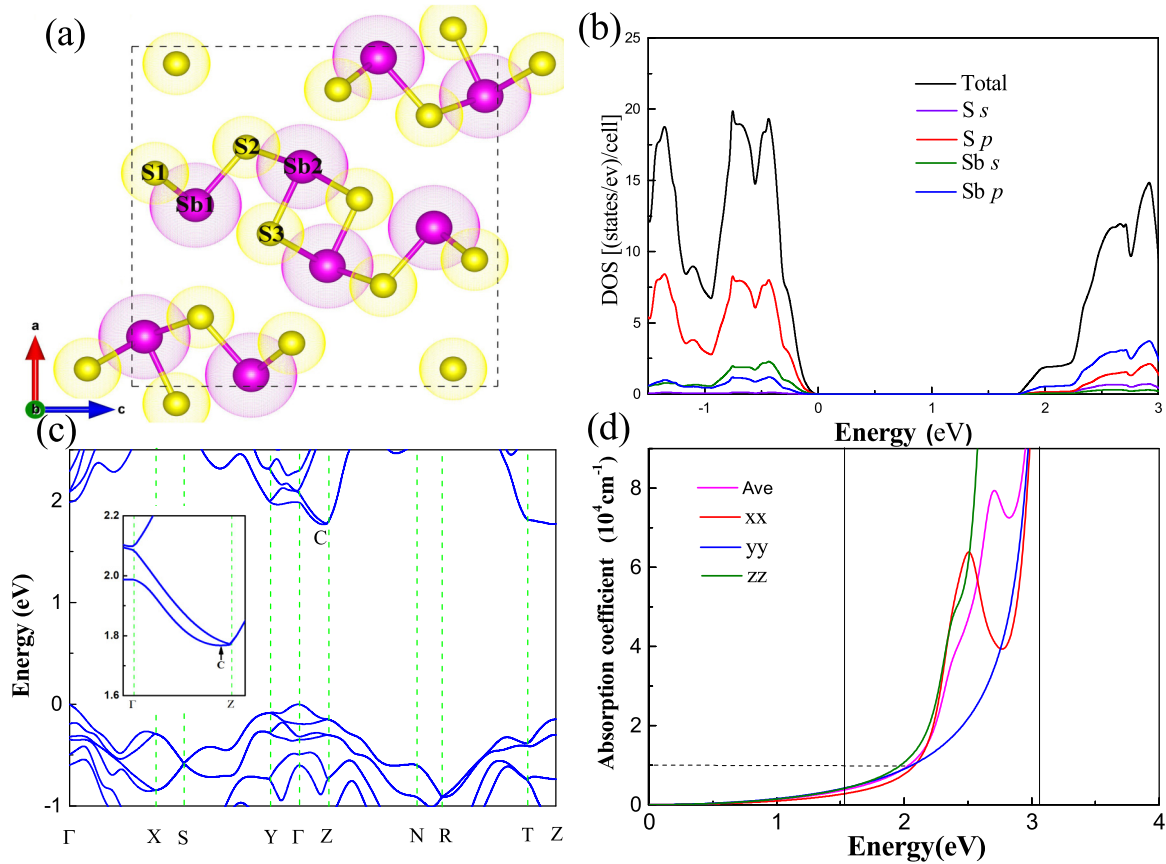 (a)
S1
S2
Sb2
Sb1
S3
a
b
c
(b)
25
20
15
10
5
0
DOS [(states/ev)/cell]
Total
S s
S p
Sb s
Sb p
-1
0
1
2
3
Energy (eV)
(c)
2
1
0
-1
Energy (eV)
C
2.2
2.0
1.8
1.6
C
Γ
Z
Γ
X
S
Y
Γ
Z
N
R
T
Z
(d)
8
6
4
2
1
0
Absorption coefficient (10⁴cm⁻¹)
Ave
xx
yy
zz
0
1
2
3
4
Energy(eV)